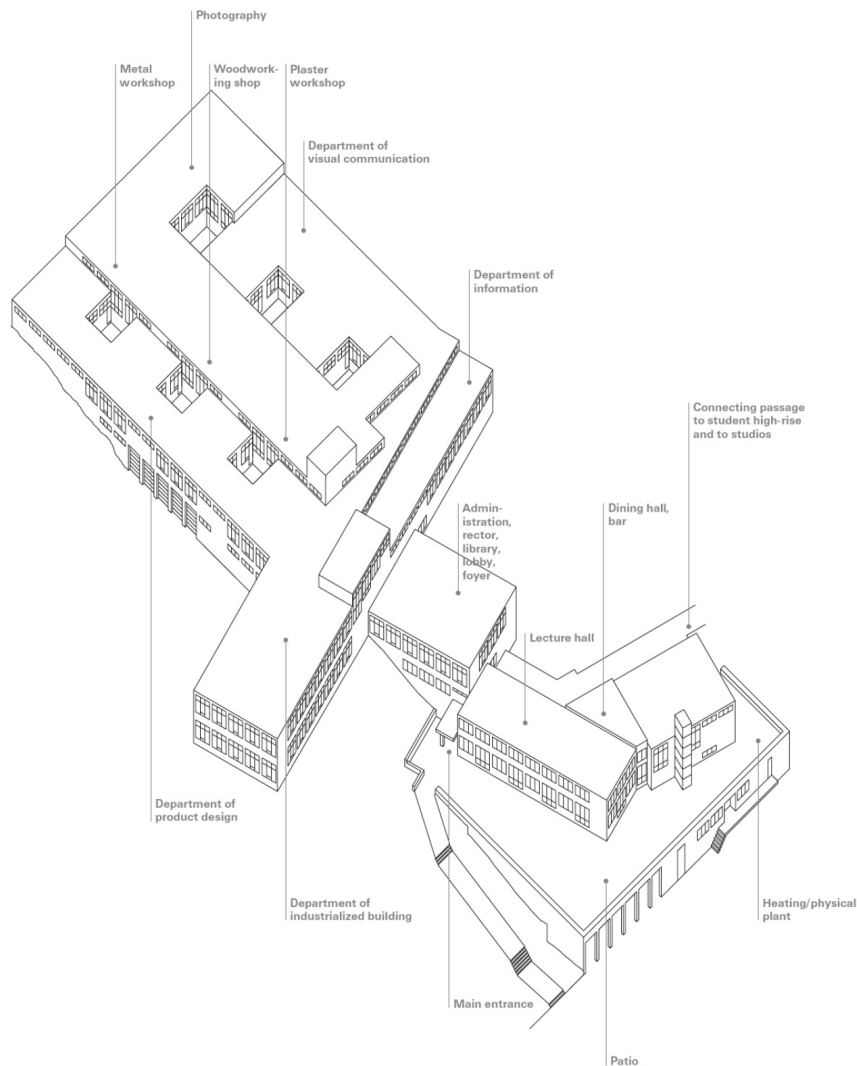 Photography
Metal
workshop
Woodwork-
ing shop
Plaster
workshop
Department of
visual communication
Department of
information
Connecting passage
to student high-rise
and to studios
Admin-
istration,
rector,
library,
lobby,
foyer
Dining hall,
bar
Lecture hall
Department of
product design
Department of
industrialized building
Heating/physical
plant
Main entrance
Patio